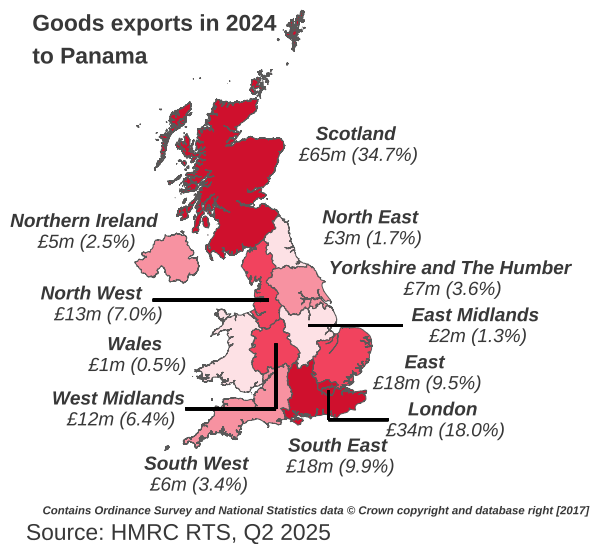 Goods exports in 2024
to Panama
Scotland
£65m (34.7%)
Northern Ireland
£5m (2.5%)
North East
£3m (1.7%)
Yorkshire and The Humber
£7m (3.6%)
North West
£13m (7.0%)
East Midlands
£2m (1.3%)
Wales
£1m (0.5%)
East
£18m (9.5%)
West Midlands
£12m (6.4%)
London
£34m (18.0%)
South East
£18m (9.9%)
South West
£6m (3.4%)
Contains Ordinance Survey and National Statistics data © Crown copyright and database right [2017]
Source: HMRC RTS, Q2 2025